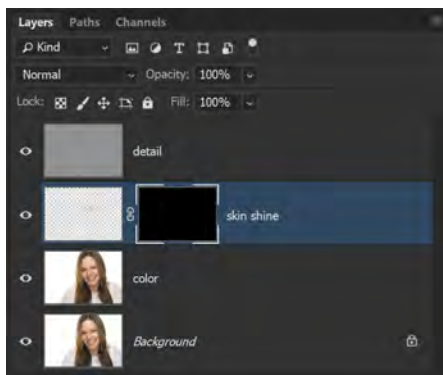 Layers Paths Channels
Kind T
Normal Opacity: 100%
Lock: Fill: 100%
detail
skin shine
color
Background